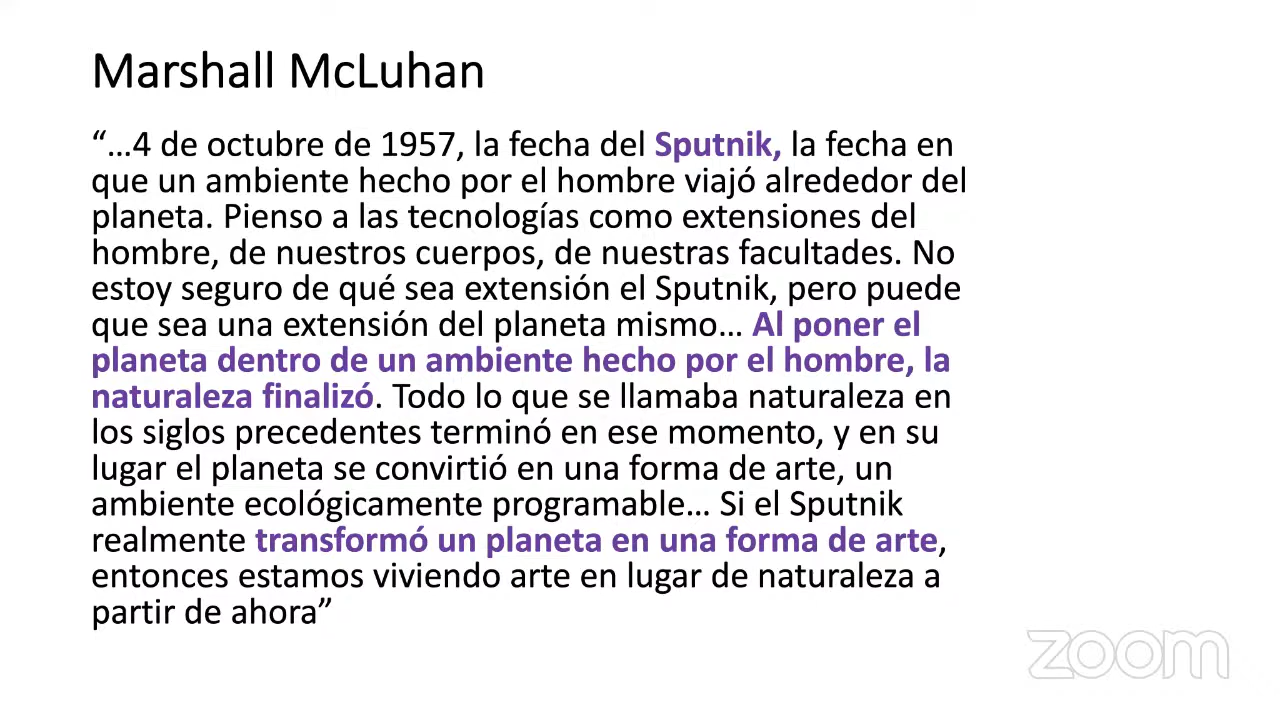 Marshall McLuhan
“…4 de octubre de 1957, la fecha del Sputnik, la fecha en
que un ambiente hecho por el hombre viajó alrededor del
planeta. Pienso a las tecnologías como extensiones del
hombre, de nuestros cuerpos, de nuestras facultades. No
estoy seguro de qué sea extensión el Sputnik, pero puede
que sea una extensión del planeta mismo… Al poner el
planeta dentro de un ambiente hecho por el hombre, la
naturaleza finalizó. Todo lo que se llamaba naturaleza en
los siglos precedentes terminó en ese momento, y en su
lugar el planeta se convirtió en una forma de arte, un
ambiente ecológicamente programable… Si el Sputnik
realmente transformó un planeta en una forma de arte,
entonces estamos viviendo arte en lugar de naturaleza a
partir de ahora”
zoom